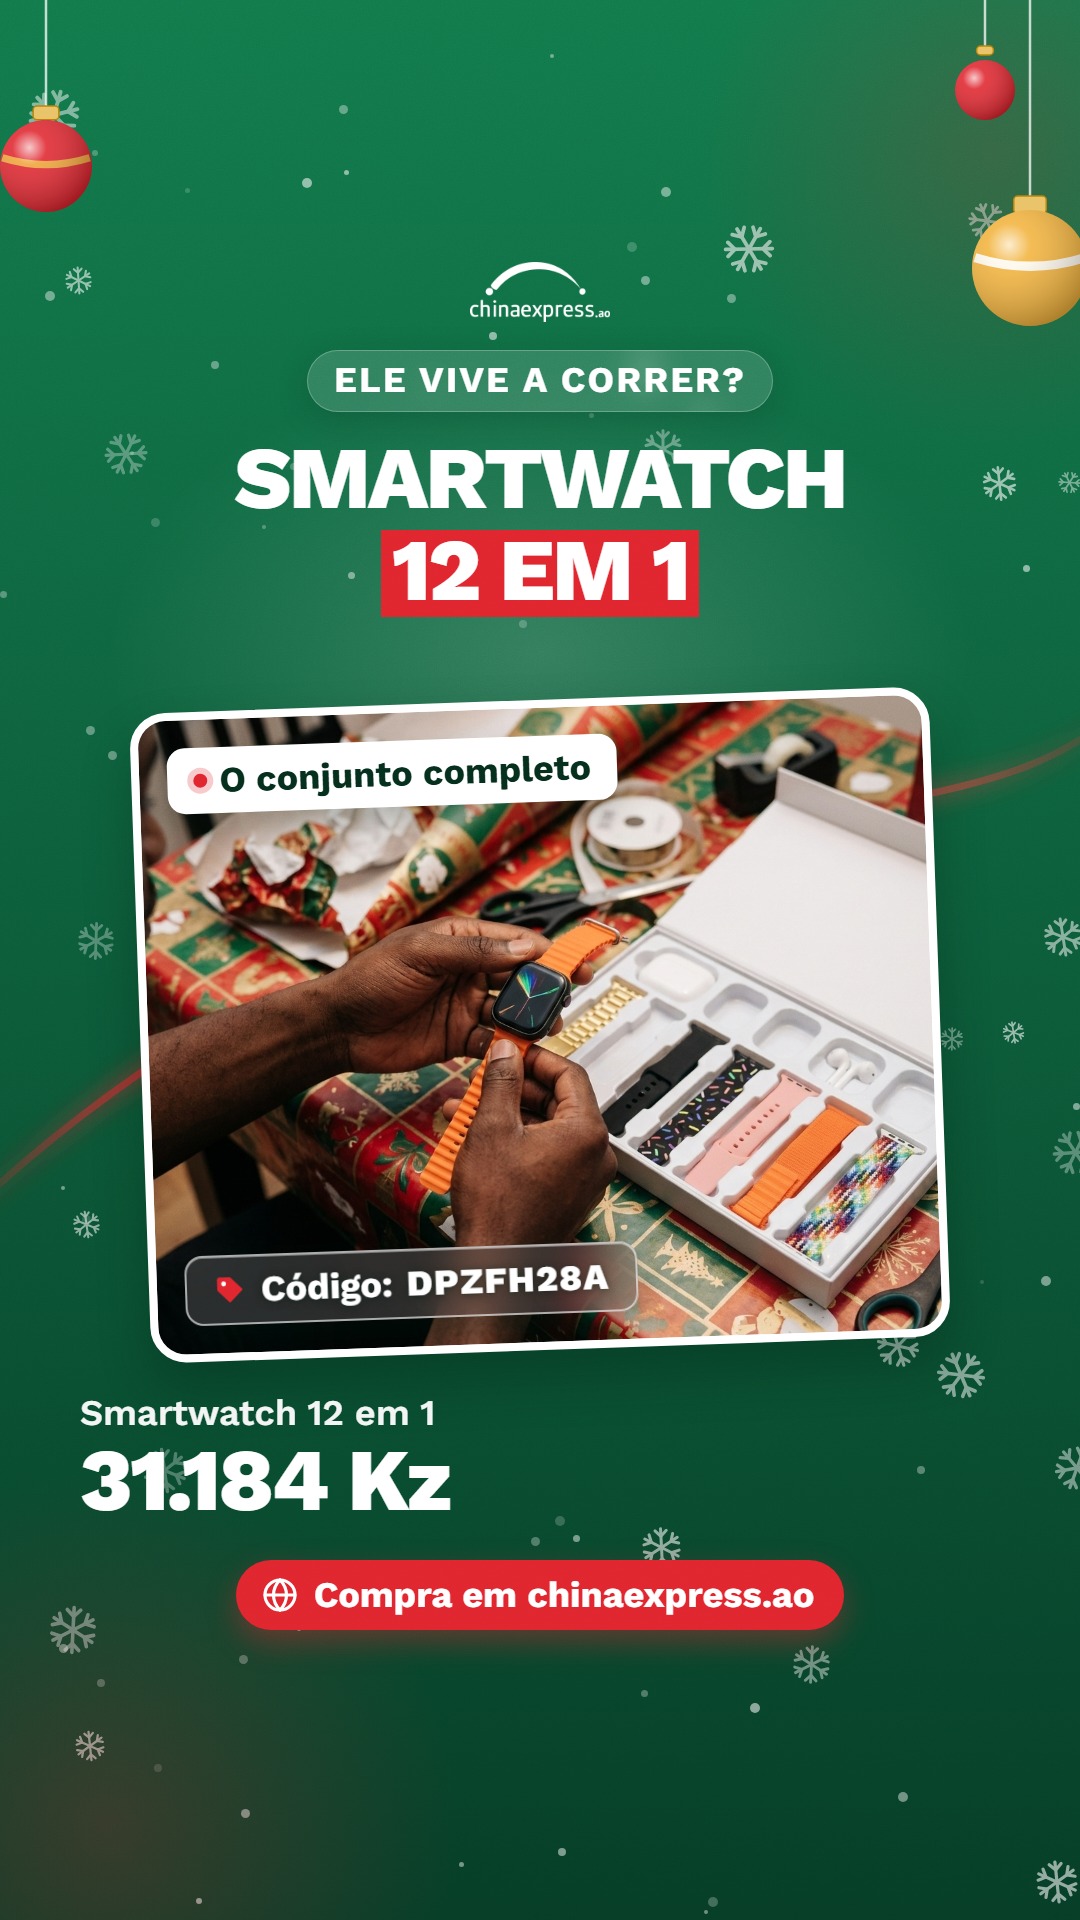 chinaexpress.ao
ELE VIVE A CORRER?
SMARTWATCH
12 EM 1
O conjunto completo
Código: DPZFH28A
Smartwatch 12 em 1
31.184 Kz
Compra em chinaexpress.ao